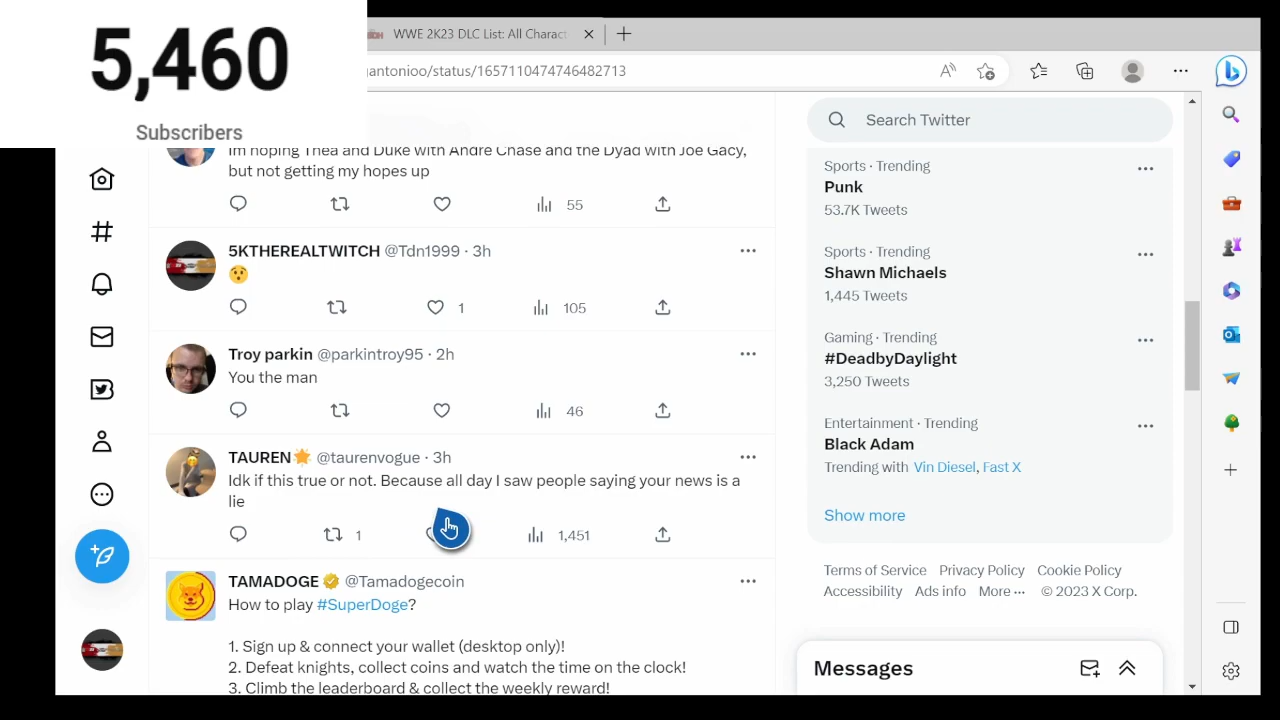 5,460
Subscribers
WWE 2K23 DLC List: All Charact
gantonioo/status/1657110474746482713
Im hoping Thea and Duke with Andre Chase and the Dyad with Joe Gacy,
but not getting my hopes up
55
5KTHEREALTWITCH @Tdn1999 · 3h
😯
1
105
Troy parkin @parkintroy95 · 2h
You the man
46
TAUREN🌟 @taurenvogue · 3h
Idk if this true or not. Because all day I saw people saying your news is a
lie
1
1,451
TAMADOGE @Tamadogecoin
How to play #SuperDoge?
1. Sign up & connect your wallet (desktop only)!
2. Defeat knights, collect coins and watch the time on the clock!
3. Climb the leaderboard & collect the weekly reward!
Search Twitter
Sports · Trending
Punk
53.7K Tweets
Sports · Trending
Shawn Michaels
1,445 Tweets
Gaming · Trending
#DeadbyDaylight
3,250 Tweets
Entertainment · Trending
Black Adam
Trending with Vin Diesel, Fast X
Show more
Terms of Service Privacy Policy Cookie Policy
Accessibility Ads info More ··· © 2023 X Corp.
Messages